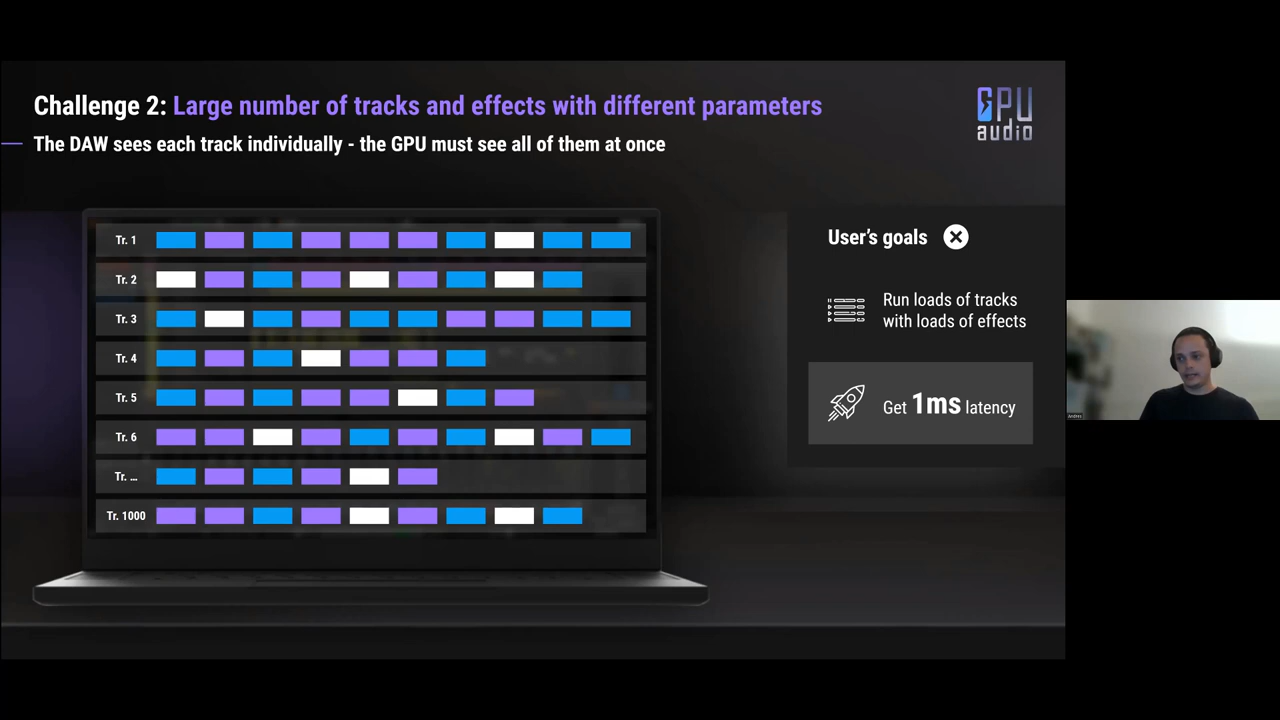 Challenge 2: Large number of tracks and effects with different parameters
The DAW sees each track individually - the GPU must see all of them at once
GPU
audio
Tr. 1
Tr. 2
Tr. 3
Tr. 4
Tr. 5
Tr. 6
Tr. ...
Tr. 1000
User's goals
Run loads of tracks
with loads of effects
Get 1ms latency